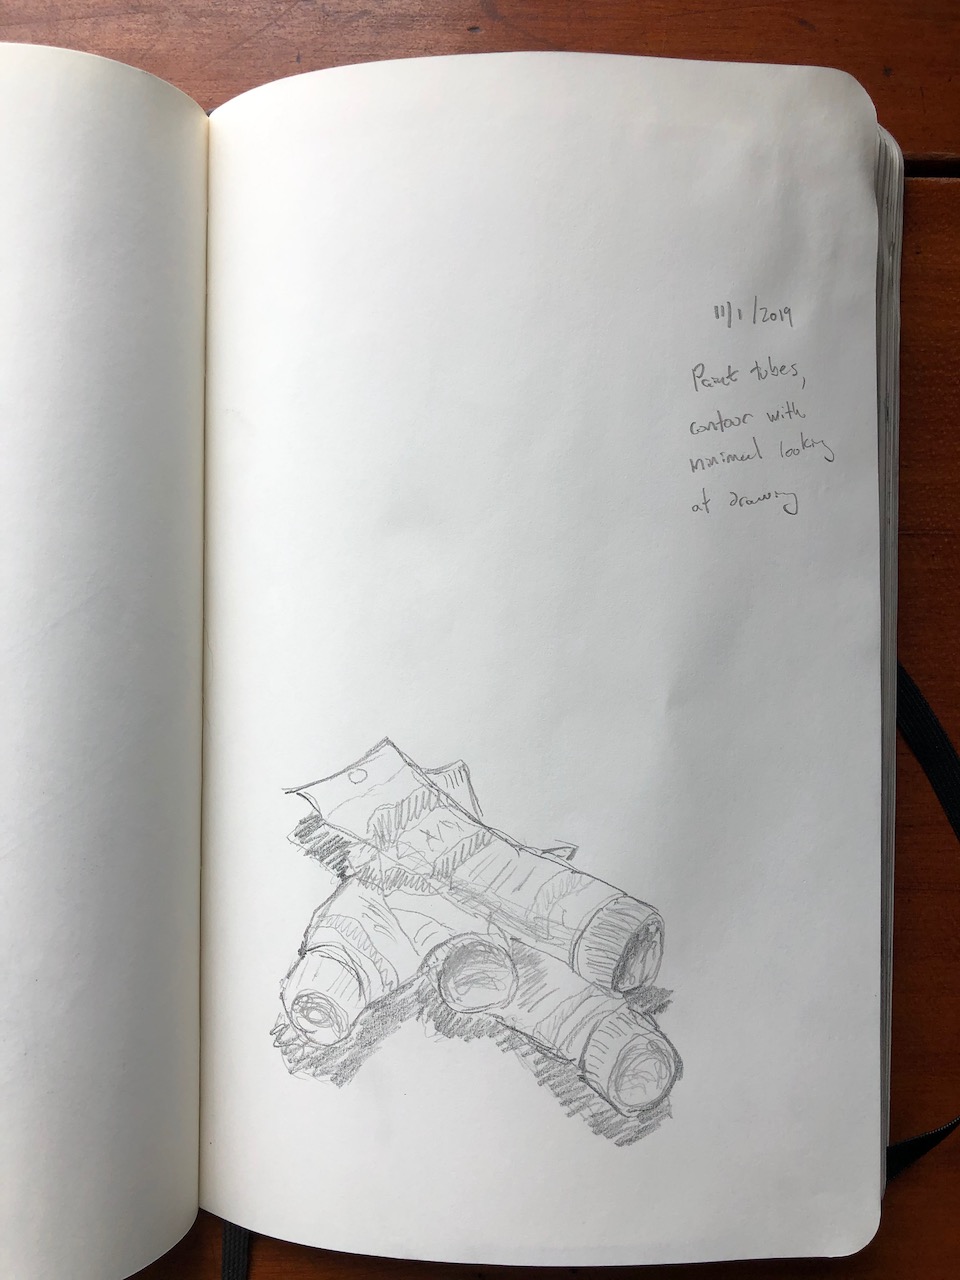 11/1/2019
Paint tubes,
contour with
minimal looking
at drawing